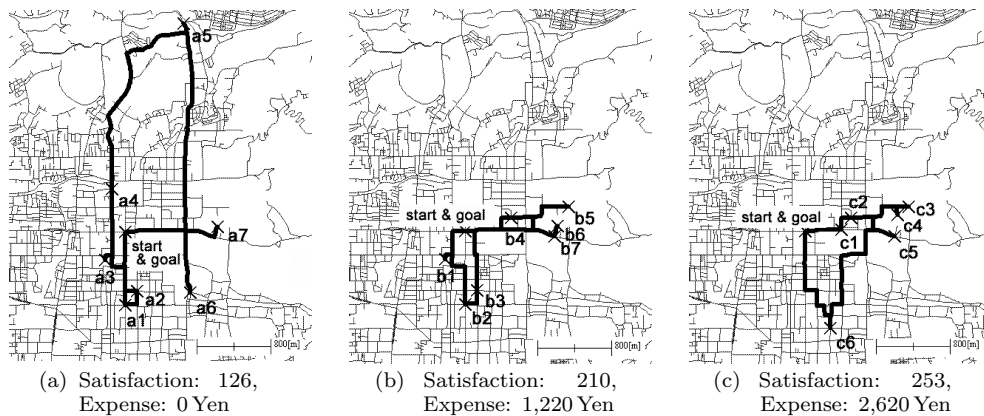 a5
a4
start
& goal
a7
a3
a2
a6
a1
800[m]
(a) Satisfaction: 126,
Expense: 0 Yen
start & goal
b5
b4
b6
b7
b1
b3
b2
800[m]
(b) Satisfaction: 210,
Expense: 1,220 Yen
start & goal
c2
c3
c4
c1
c5
c6
800[m]
(c) Satisfaction: 253,
Expense: 2,620 Yen